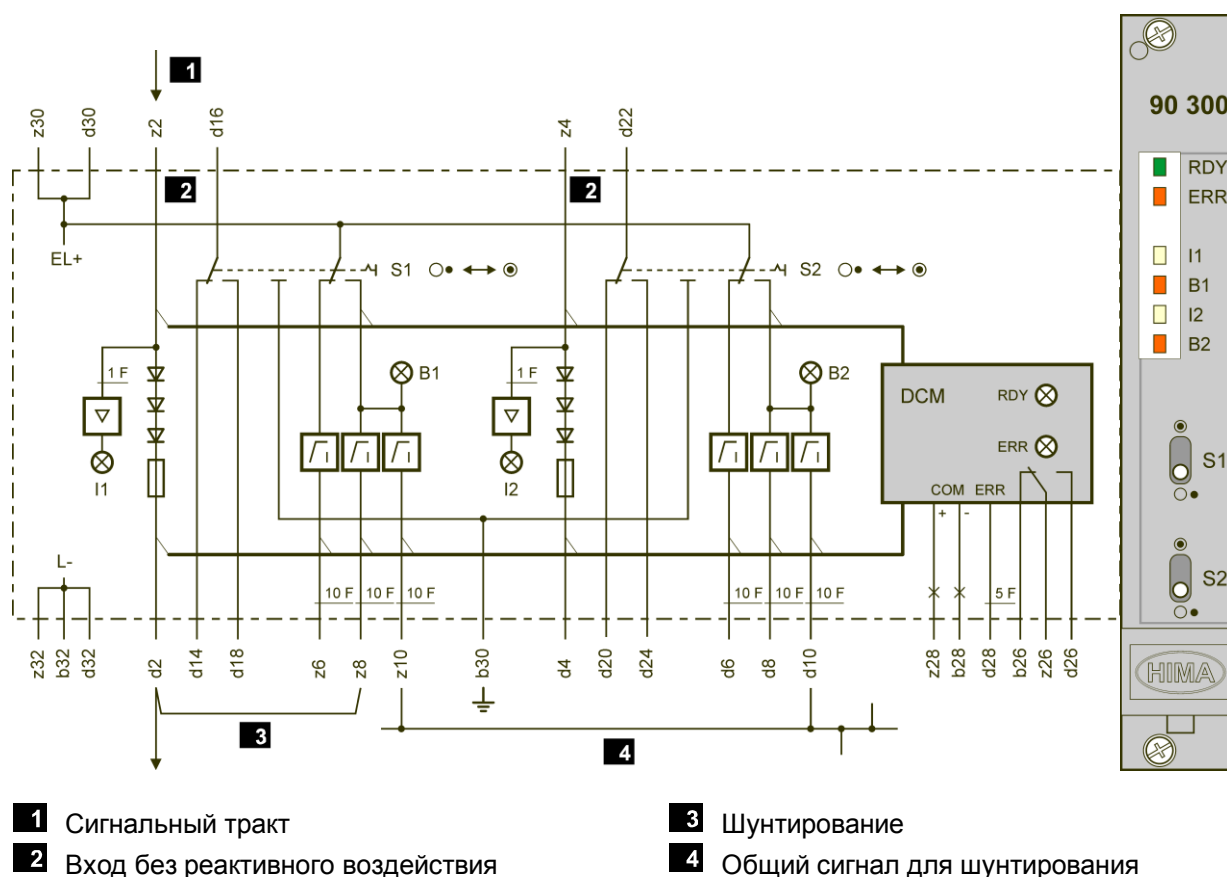 1
z30 d30 z2 d16 z4 d22
2 2
EL+ S1 S2
1 F B1 1 F B2
I1 I2
DCM RDY
ERR
COM ERR
+ -
L-
10 F 10 F 10 F 10 F 10 F 10 F 5 F
z32 b32 d32 d2 d14 d18 z6 z8 z10 b30 d4 d20 d24 d6 d8 d10 z28 b28 d28 b26 z26 d26
3 4
90 300
RDY
ERR
I1
B1
I2
B2
S1
S2
HIMA
1 Сигнальный тракт
2 Вход без реактивного воздействия
3 Шунтирование
4 Общий сигнал для шунтирования